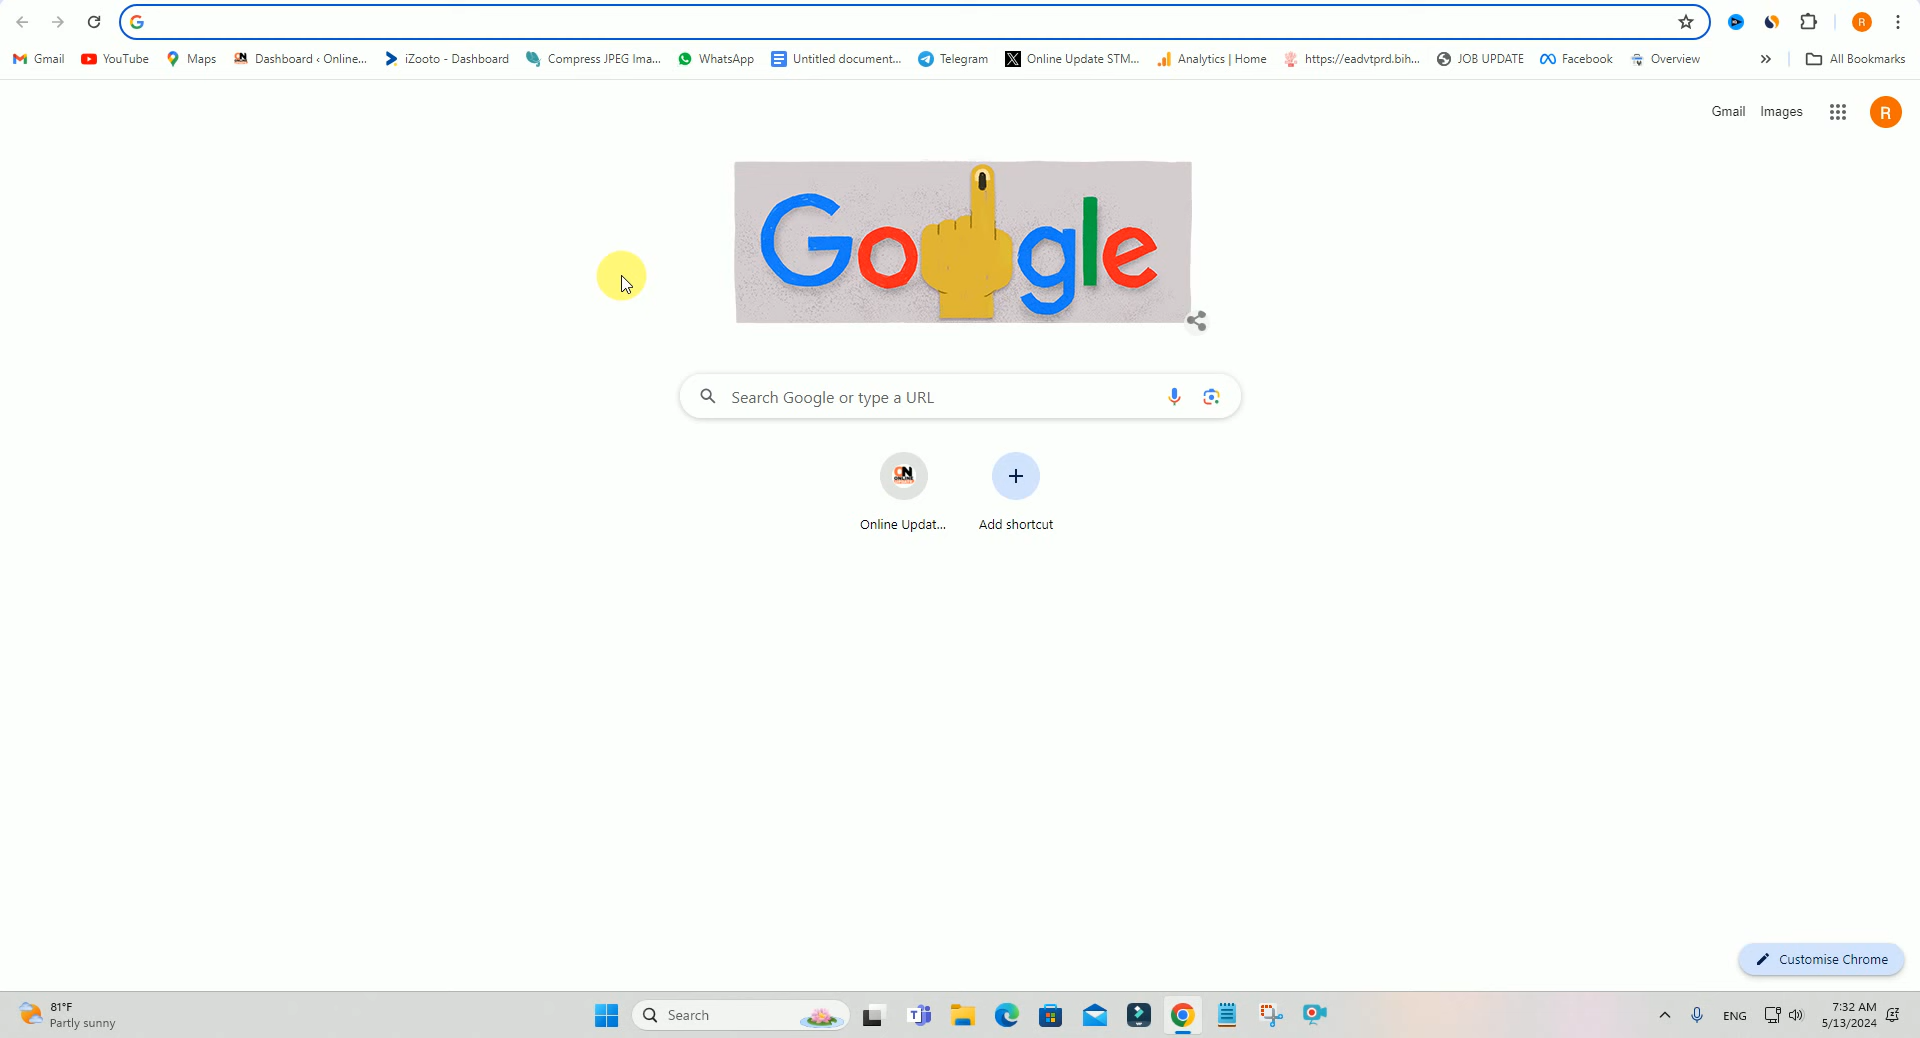 Gmail YouTube Maps Dashboard ‹ Online... iZooto - Dashboard Compress JPEG Ima... WhatsApp Untitled document... Telegram Online Update STM... Analytics | Home https://eadvtprd.bih... JOB UPDATE Facebook Overview » All Bookmarks
R
Gmail Images R
Google
Search Google or type a URL
ON
ONLINE
Online Updat... Add shortcut
Customise Chrome
81°F
Partly sunny
Search
ENG
7:32 AM
5/13/2024